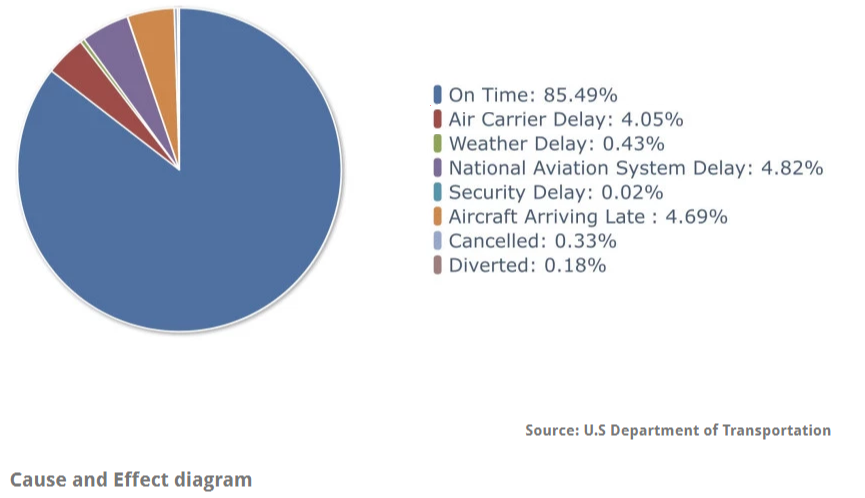 On Time: 85.49%
Air Carrier Delay: 4.05%
Weather Delay: 0.43%
National Aviation System Delay: 4.82%
Security Delay: 0.02%
Aircraft Arriving Late : 4.69%
Cancelled: 0.33%
Diverted: 0.18%
Source: U.S Department of Transportation
Cause and Effect diagram